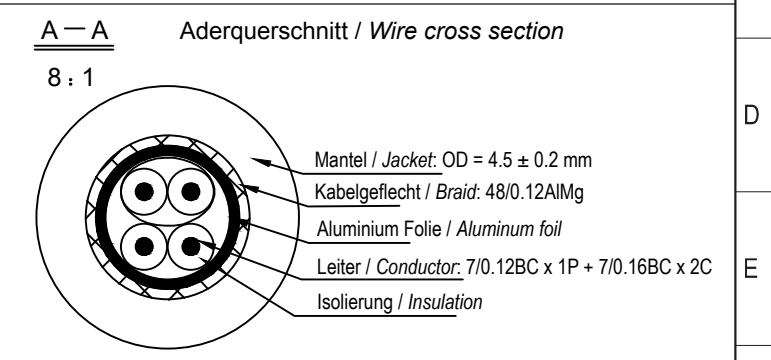 A — A
Aderquerschnitt / Wire cross section
8 : 1
D
Mantel / Jacket: OD = 4.5 ± 0.2 mm
Kabelgeflecht / Braid: 48/0.12AlMg
Aluminium Folie / Aluminum foil
Leiter / Conductor: 7/0.12BC x 1P + 7/0.16BC x 2C
E
Isolierung / Insulation